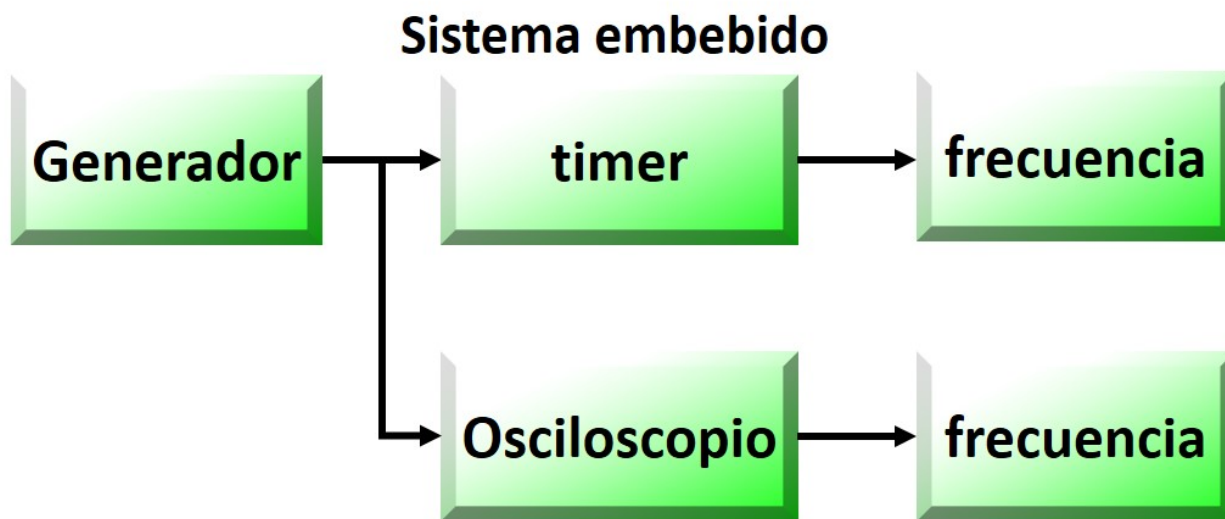 Sistema embebido
Generador
timer
frecuencia
Osciloscopio
frecuencia